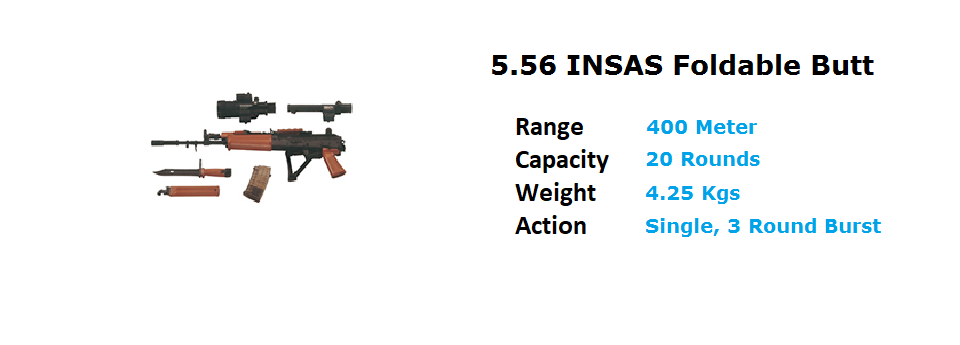 5.56 INSAS Foldable Butt
Range 400 Meter
Capacity 20 Rounds
Weight 4.25 Kgs
Action Single, 3 Round Burst